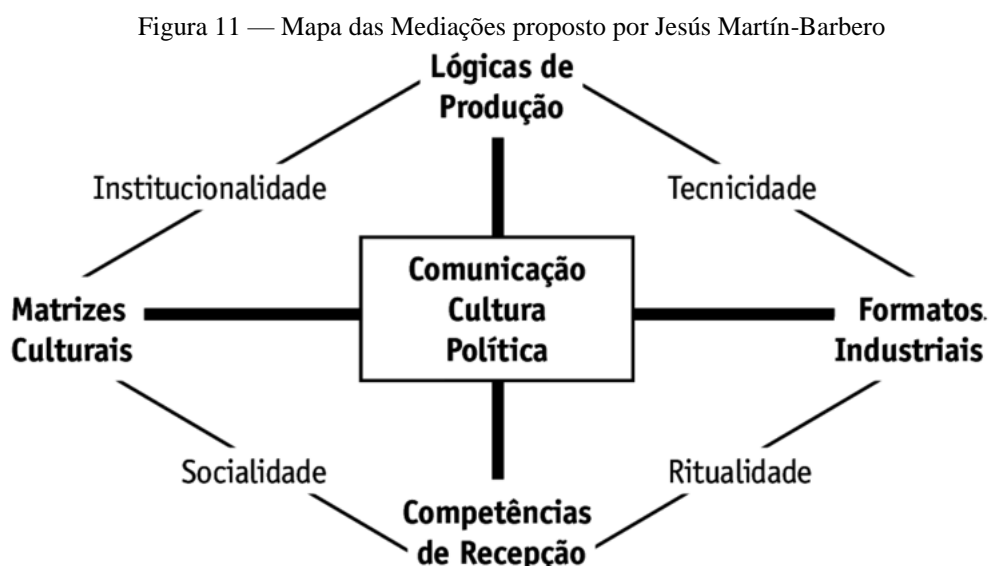 Figura 11 — Mapa das Mediações proposto por Jesús Martín-Barbero
Lógicas de
Produção
Institucionalidade
Tecnicidade
Comunicação
Cultura
Política
Matrizes
Culturais
Formatos
Industriais
Socialidade
Ritualidade
Competências
de Recepção